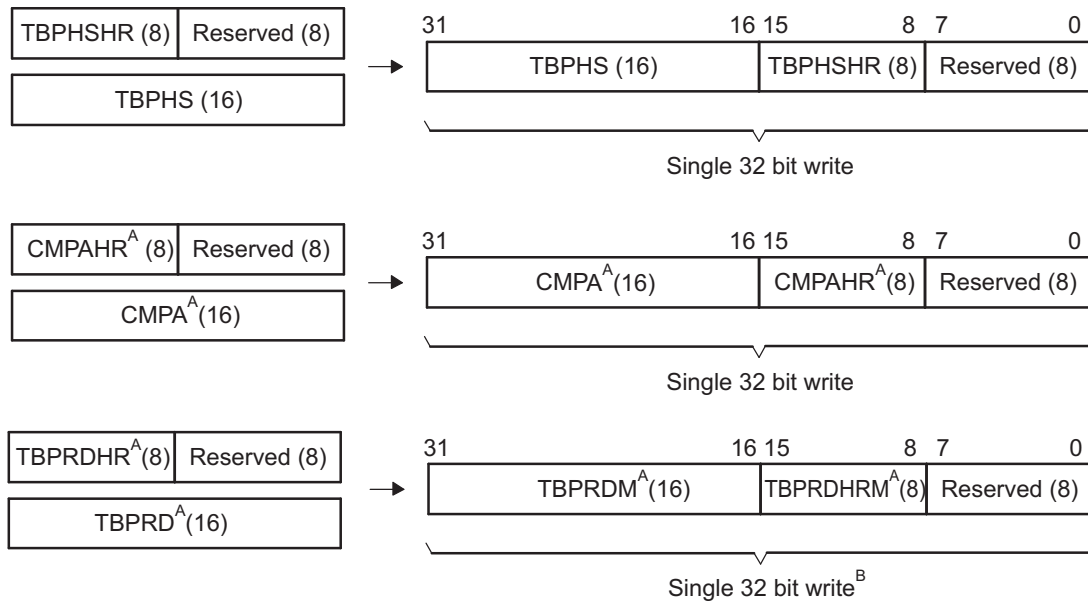 31 16 15 8 7 0
TBPHSHR (8) Reserved (8)
TBPHS (16) TBPHSHR (8) Reserved (8)
TBPHS (16)
Single 32 bit write
31 16 15 8 7 0
CMPAHR^A (8) Reserved (8)
CMPA^A(16) CMPAHR^A(8) Reserved (8)
CMPA^A(16)
Single 32 bit write
31 16 15 8 7 0
TBPRDHR^A(8) Reserved (8)
TBPRDM^A(16) TBPRDHRM^A(8) Reserved (8)
TBPRD^A(16)
Single 32 bit write^B